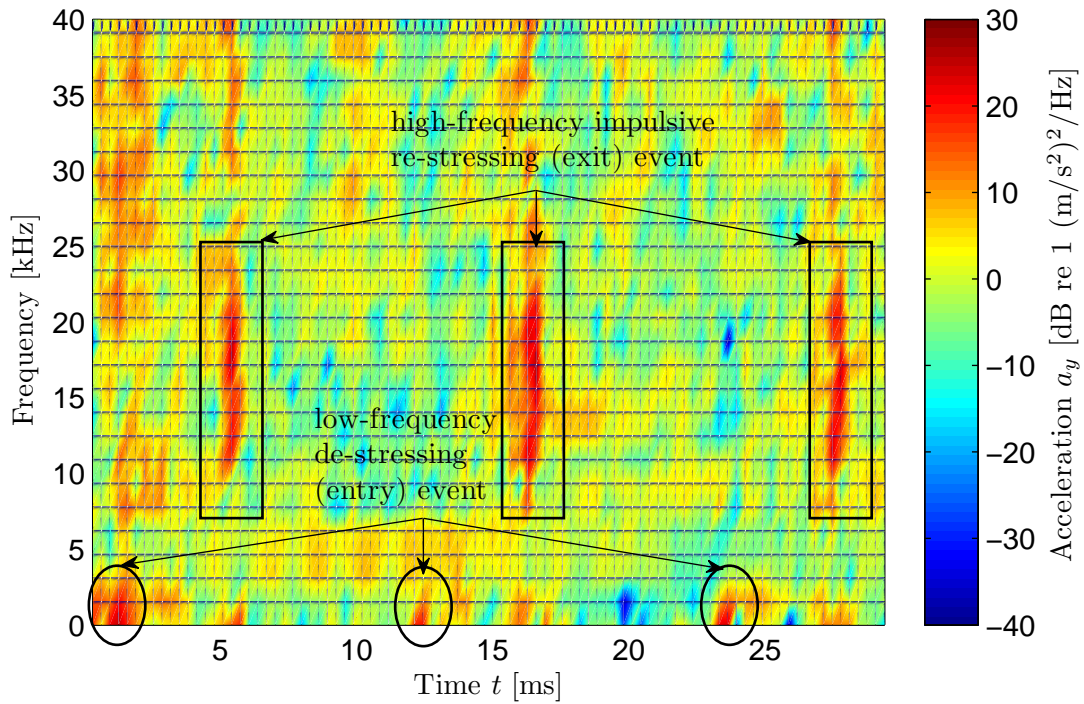 40
35
30
25
20
15
10
5
0
Frequency [kHz]
5
10
15
20
25
Time t [ms]
high-frequency impulsive
re-stressing (exit) event
low-frequency
de-stressing
(entry) event
30
20
10
0
−10
−20
−30
−40
Acceleration a_y [dB re 1 (m/s²)²/Hz]